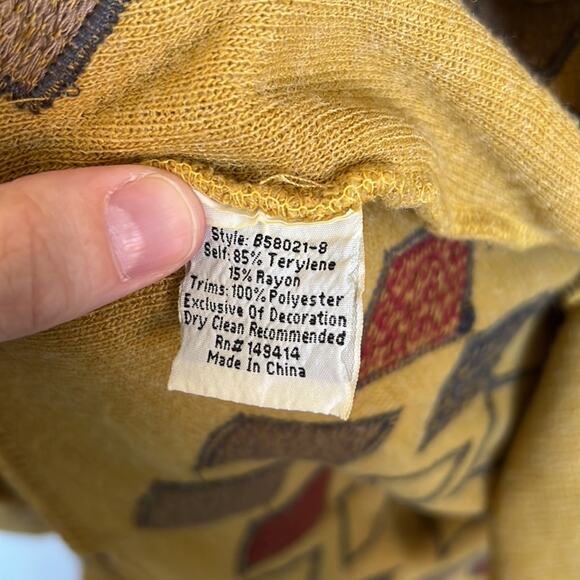 Style: B58021-8
Self: 85% Terylene
15% Rayon
Trims: 100% Polyester
Exclusive Of Decoration
Dry Clean Recommended
Rn# 149414
Made In China